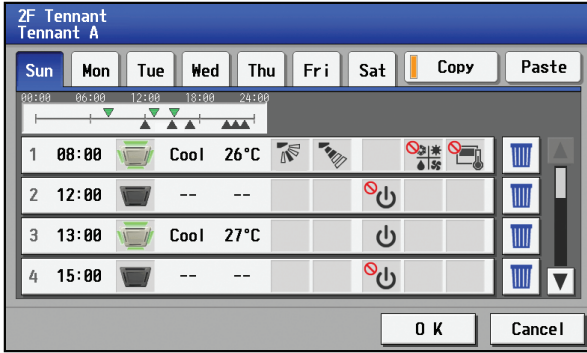 2F Tennant
Tennant A
Sun Mon Tue Wed Thu Fri Sat Copy Paste
00:00 06:00 12:00 18:00 24:00
1 08:00 Cool 26°C
2 12:00 -- --
3 13:00 Cool 27°C
4 15:00 -- --
OK Cancel